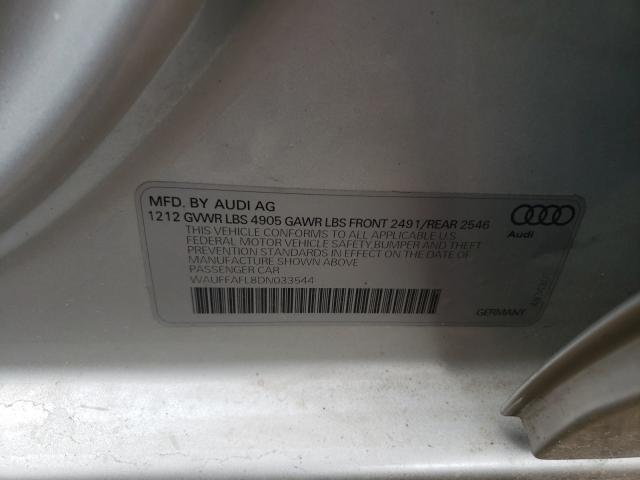 MFD. BY AUDI AG
1212 GVWR LBS 4905 GAWR LBS FRONT 2491/REAR 2546
THIS VEHICLE CONFORMS TO ALL APPLICABLE U.S.
FEDERAL MOTOR VEHICLE SAFETY,BUMPER AND THEFT
PREVENTION STANDARDS IN EFFECT ON THE DATE OF
MANUFACTURE SHOWN ABOVE
PASSENGER CAR
WAUFFAFL8DN033544
Audi
GERMANY